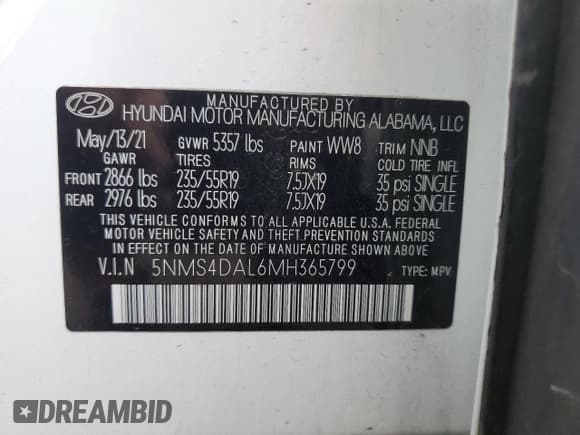 MANUFACTURED BY
HYUNDAI MOTOR MANUFACTURING ALABAMA, LLC
May/13/21 GVWR 5357 lbs PAINT WW8 TRIM NNB
GAWR TIRES RIMS COLD TIRE INFL
FRONT 2866 lbs 235/55R19 7.5JX19 35 psi SINGLE
REAR 2976 lbs 235/55R19 7.5JX19 35 psi SINGLE
THIS VEHICLE CONFORMS TO ALL APPLICABLE U.S.A. FEDERAL
MOTOR VEHICLE SAFETY AND THEFT PREVENTION STANDARDS
IN EFFECT ON THE DATE OF MANUFACTURE SHOWN ABOVE
V.I.N 5NMS4DAL6MH365799 TYPE: MPV
DREAMBID